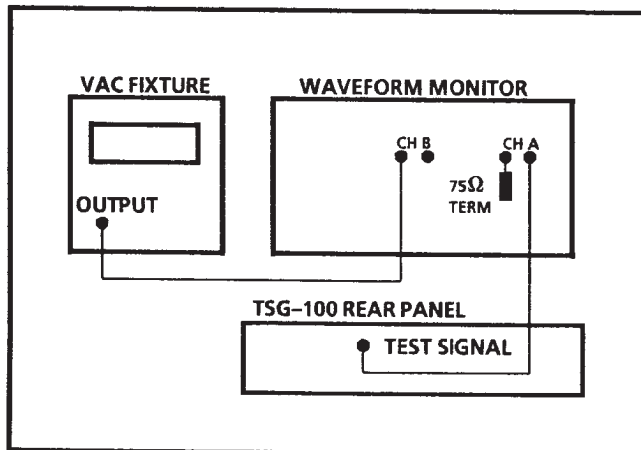 VAC FIXTURE
WAVEFORM MONITOR
CH B
CH A
75Ω
TERM
OUTPUT
TSG–100 REAR PANEL
TEST SIGNAL